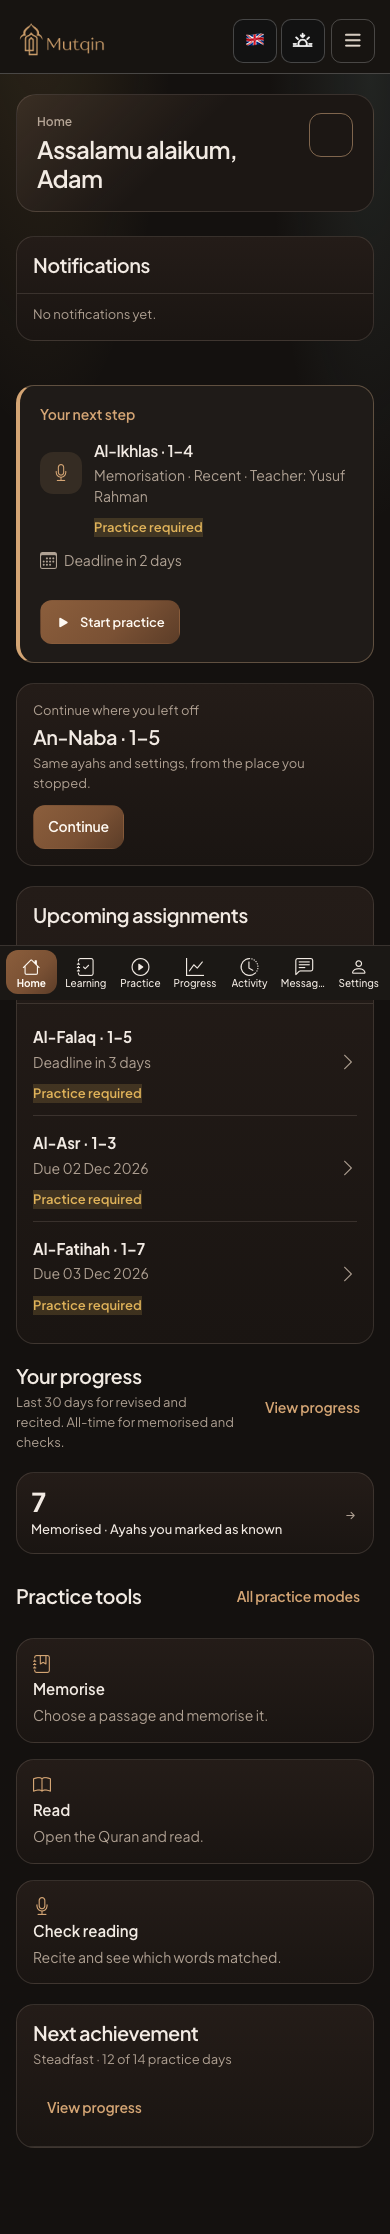 Mutqin
Home
Assalamu alaikum,
Adam
Notifications
No notifications yet.
Your next step
Al-Ikhlas · 1–4
Memorisation · Recent · Teacher: Yusuf
Rahman
Practice required
Deadline in 2 days
Start practice
Continue where you left off
An-Naba · 1–5
Same ayahs and settings, from the place you
stopped.
Continue
Upcoming assignments
Home Learning Practice Progress Activity Messag... Settings
Al-Falaq · 1–5
Deadline in 3 days
Practice required
Al-Asr · 1–3
Due 02 Dec 2026
Practice required
Al-Fatihah · 1–7
Due 03 Dec 2026
Practice required
Your progress
Last 30 days for revised and
recited. All-time for memorised and
checks.
View progress
7
Memorised · Ayahs you marked as known
Practice tools
All practice modes
Memorise
Choose a passage and memorise it.
Read
Open the Quran and read.
Check reading
Recite and see which words matched.
Next achievement
Steadfast · 12 of 14 practice days
View progress